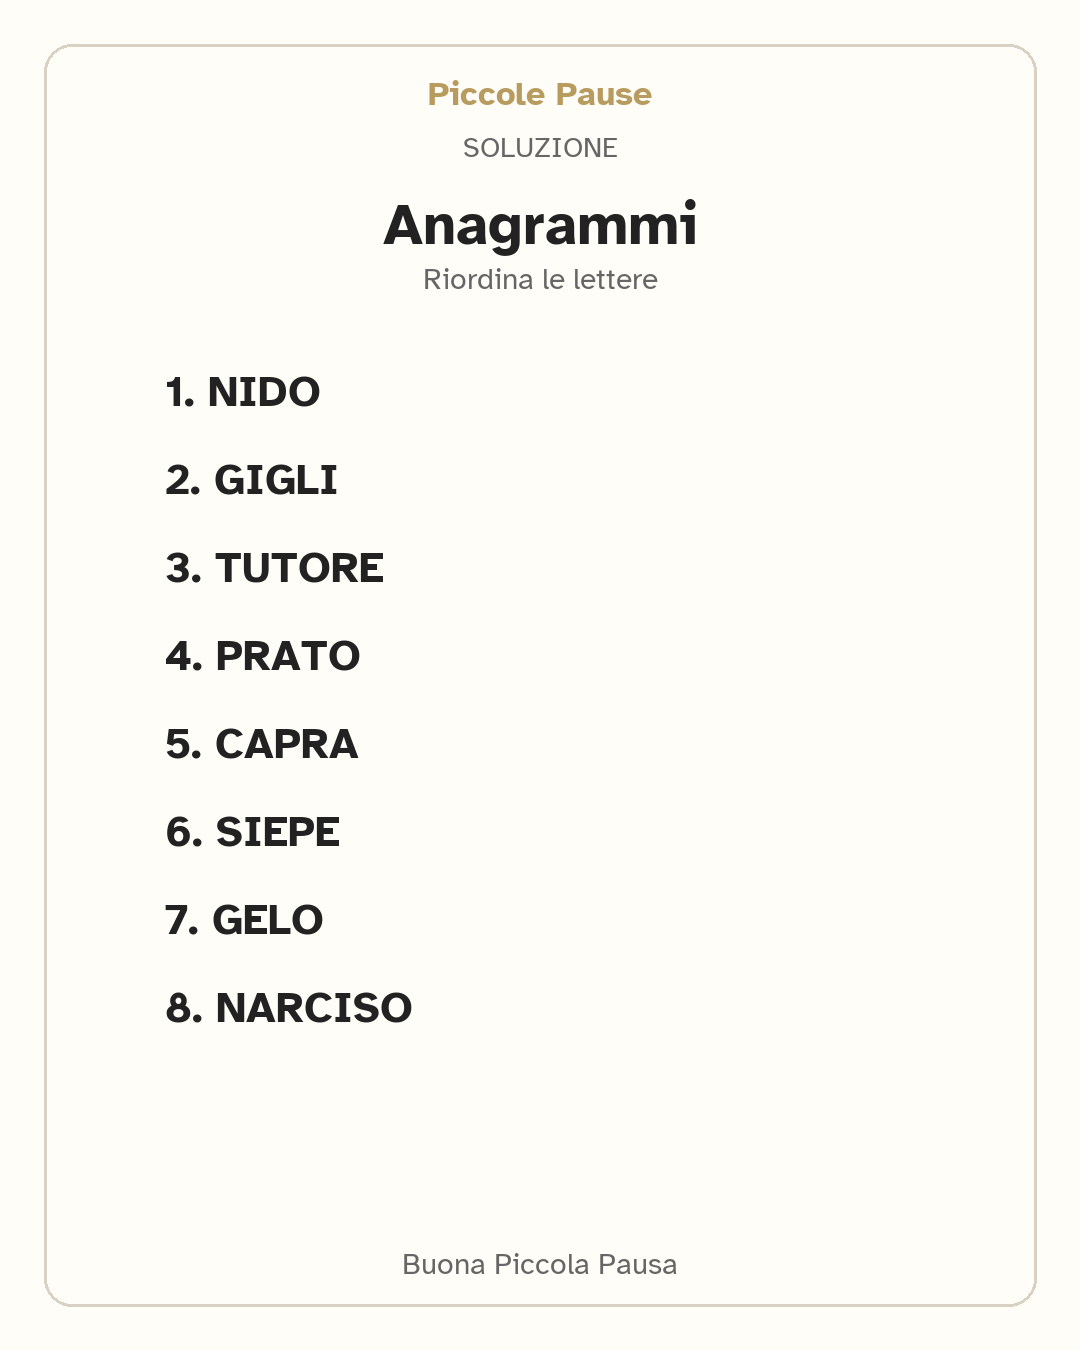 Piccole Pause
SOLUZIONE
Anagrammi
Riordina le lettere
1. NIDO
2. GIGLI
3. TUTORE
4. PRATO
5. CAPRA
6. SIEPE
7. GELO
8. NARCISO
Buona Piccola Pausa